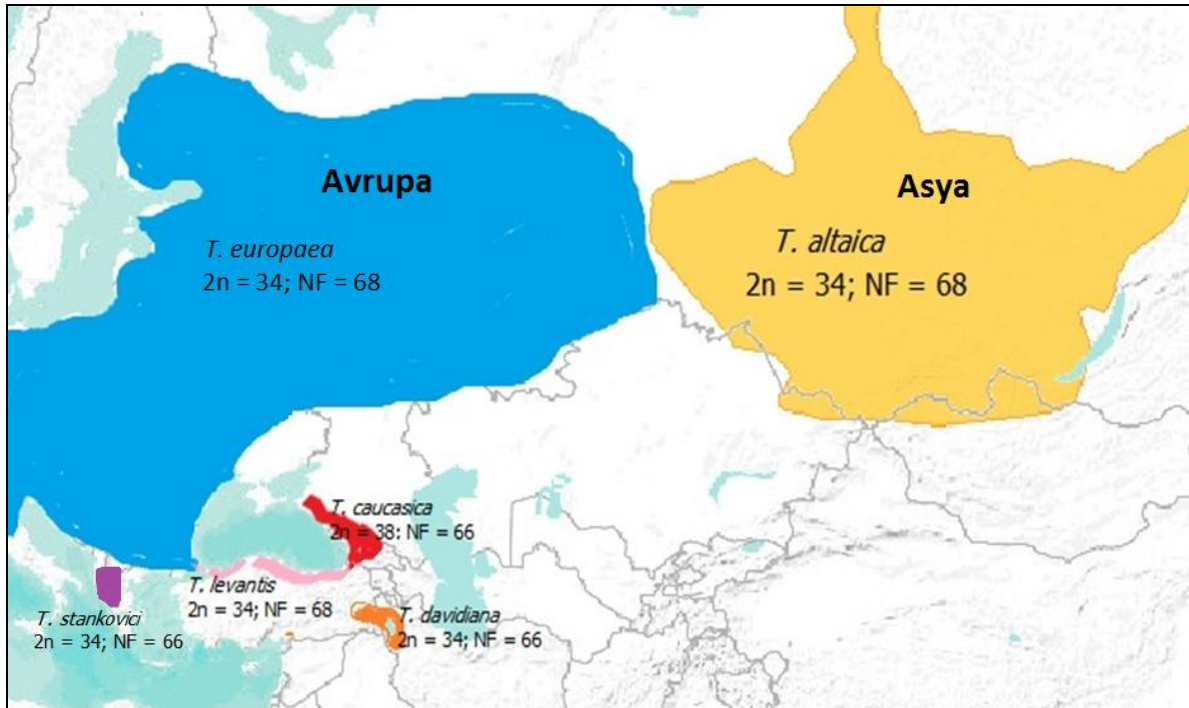 Avrupa
Asya
T. europaea
2n = 34; NF = 68
T. altaica
2n = 34; NF = 68
T. caucasica
2n = 38: NF = 66
T. levantis
2n = 34; NF = 68
T. stankovici
2n = 34; NF = 66
T. davidiana
2n = 34; NF = 66